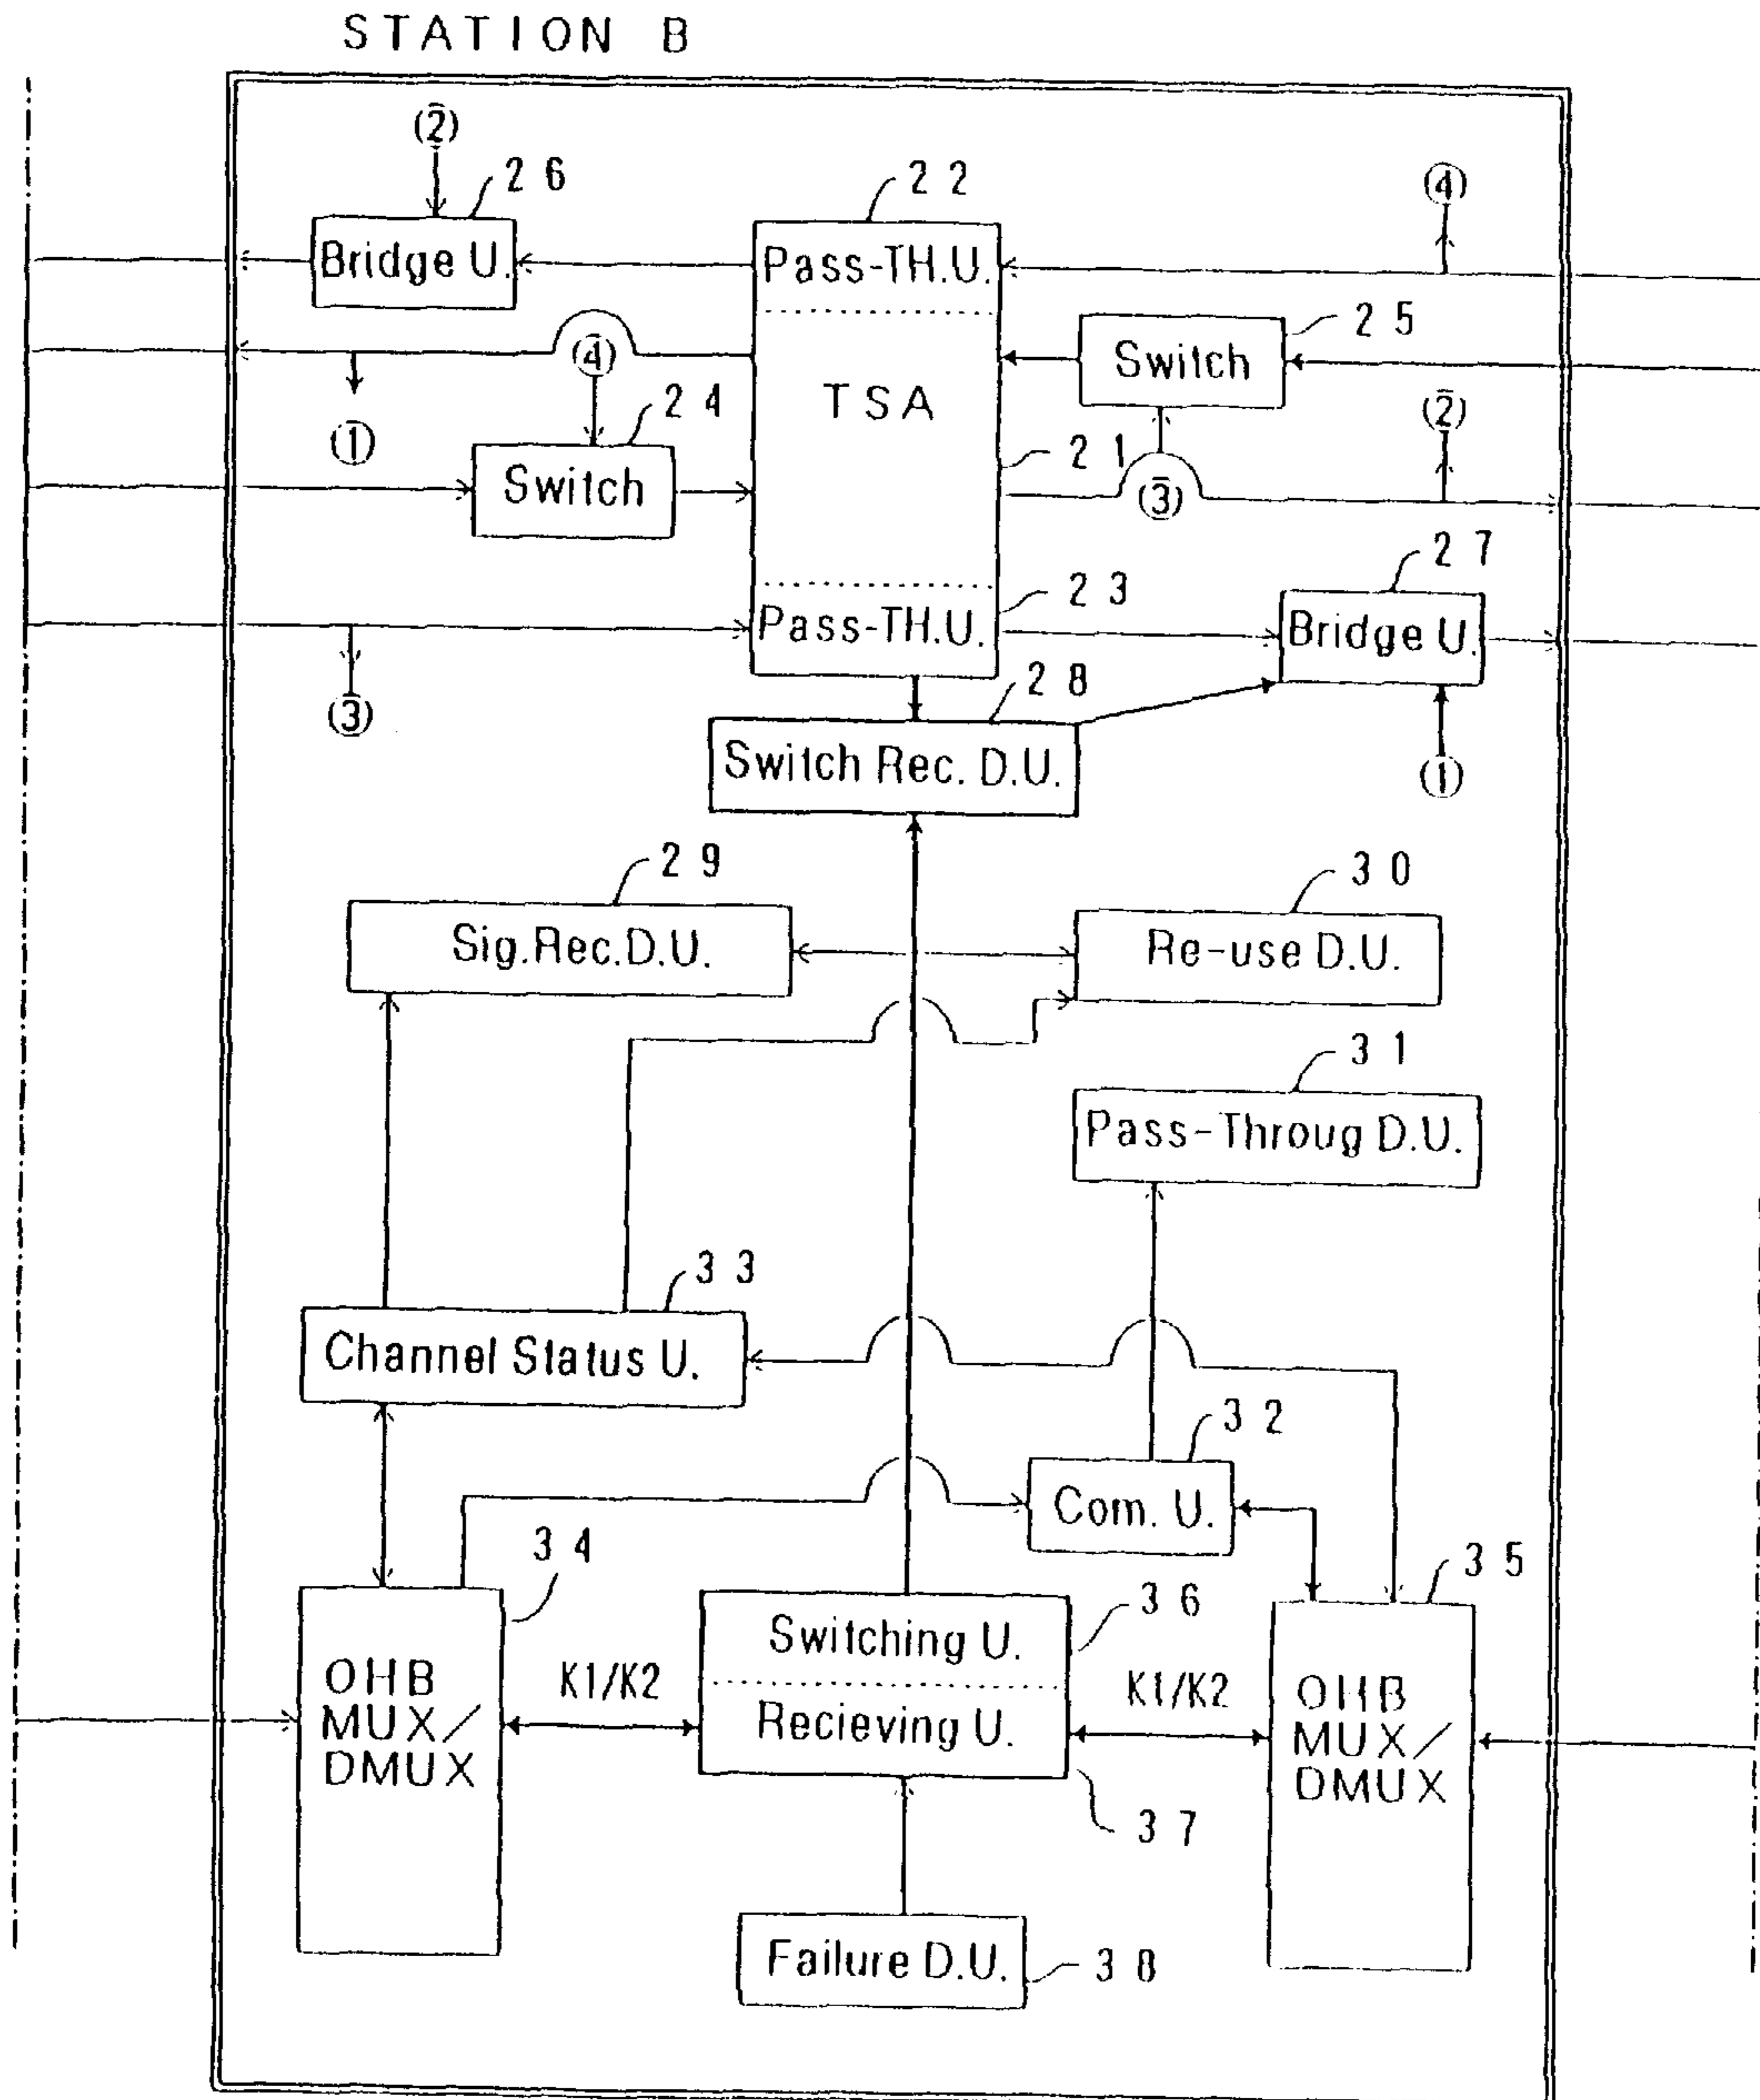 STATION B
(2)
26
22
(4)
Bridge U.
Pass-TH.U.
25
(4)
Switch
24
TSA
(2)
(1)
21
Switch
(3)
27
23
Pass-TH.U.
Bridge U.
28
(3)
Switch Rec. D.U.
(1)
29
30
Sig.Rec.D.U.
Re-use D.U.
31
Pass-Throug D.U.
33
Channel Status U.
32
Com. U.
34
35
36
Switching U.
OHB
MUX/
DMUX
K1/K2
K1/K2
OHB
MUX/
DMUX
Recieving U.
37
Failure D.U.
38